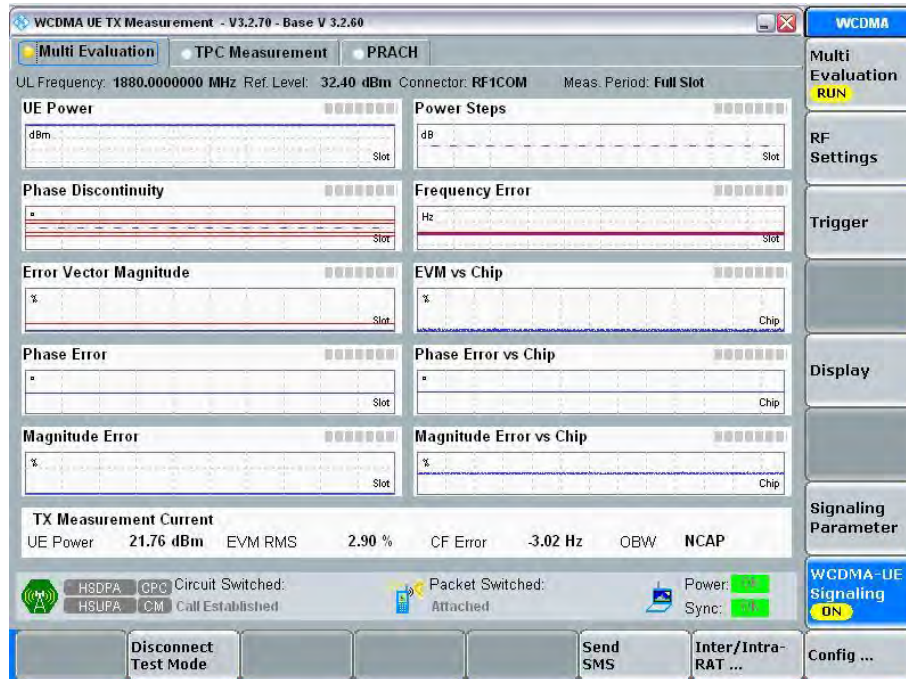 WCDMA UE TX Measurement - V3.2.70 - Base V 3.2.60
WCDMA
Multi Evaluation
TPC Measurement
PRACH
UL Frequency: 1880.0000000 MHz Ref. Level: 32.40 dBm Connector: RF1COM Meas. Period: Full Slot
Multi
Evaluation
RUN
UE Power
dBm
Slot
Power Steps
dB
Slot
RF
Settings
Phase Discontinuity
°
Slot
Frequency Error
Hz
Slot
Trigger
Error Vector Magnitude
%
Slot
EVM vs Chip
%
Chip
Phase Error
°
Slot
Phase Error vs Chip
°
Chip
Display
Magnitude Error
%
Slot
Magnitude Error vs Chip
%
Chip
Signaling
Parameter
TX Measurement Current
UE Power 21.76 dBm EVM RMS 2.90 % CF Error -3.02 Hz OBW NCAP
HSDPA CPC Circuit Switched:
HSUPA CM Call Established
Packet Switched:
Attached
Power:
Sync:
WCDMA-UE
Signaling
ON
Disconnect
Test Mode
Send
SMS
Inter/Intra-
RAT ...
Config ...